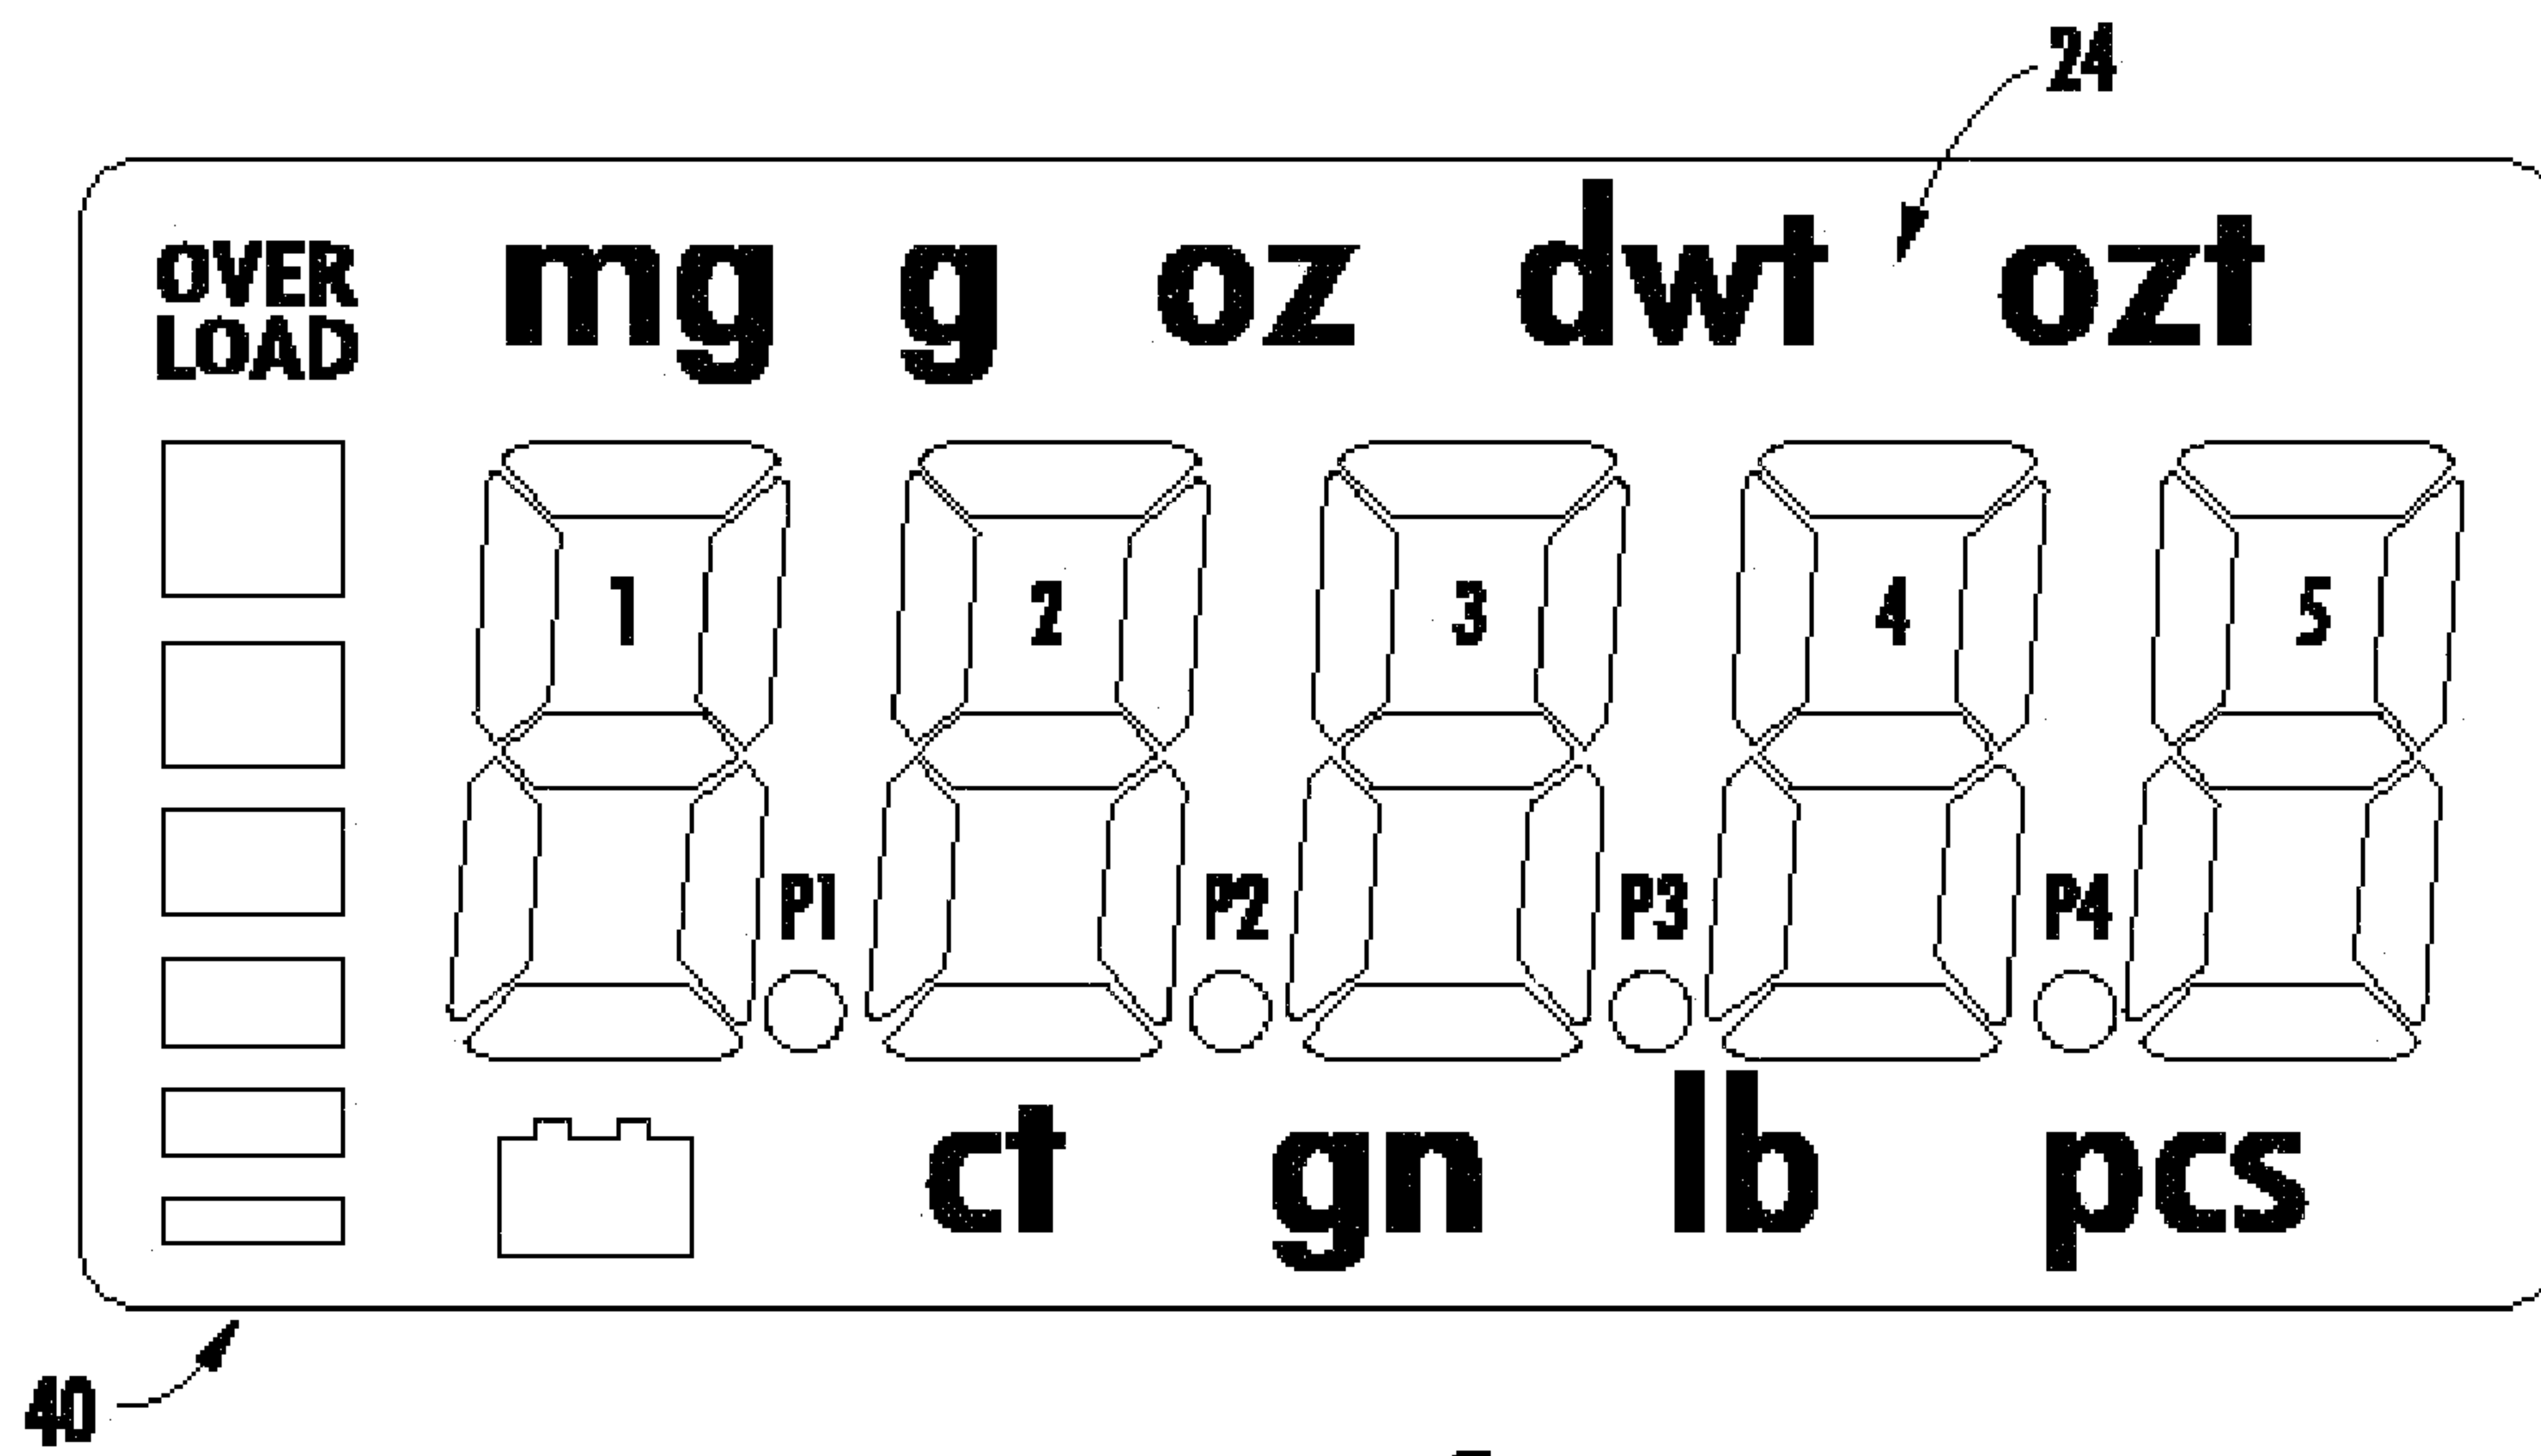 24
OVER
LOAD
mg g oz dwt ozt
1 2 3 4 5
P1 P2 P3 P4
ct gn lb pcs
40